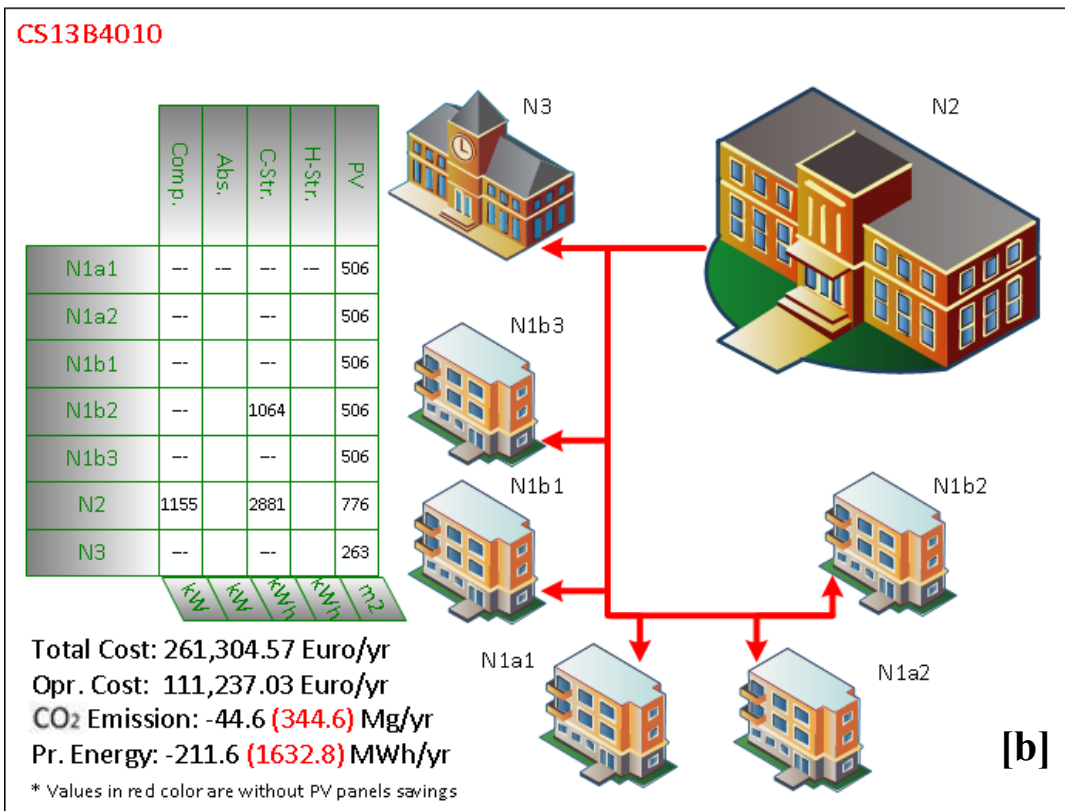 CS13B4010
Comp. Abs. C-Str. H-Str. PV
N1a1 --- --- --- --- 506
N1a2 --- --- 506
N1b1 --- --- 506
N1b2 --- 1064 506
N1b3 --- --- 506
N2 1155 2881 776
N3 --- --- 263
kW kW kWh kWh m2
Total Cost: 261,304.57 Euro/yr
Opr. Cost: 111,237.03 Euro/yr
CO₂ Emission: -44.6 (344.6) Mg/yr
Pr. Energy: -211.6 (1632.8) MWh/yr
* Values in red color are without PV panels savings
N3
N2
N1b3
N1b1
N1b2
N1a1
N1a2
[b]